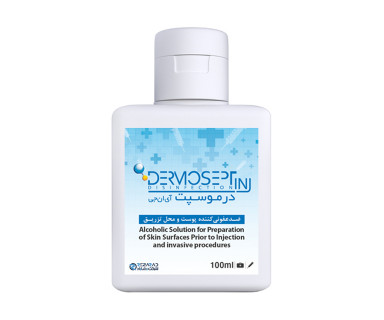 DERMOSEPT INJ
DISINFECTION
درموسپت آی‌ان‌جی
ضدعفونی‌کننده پوست و محل تزریق
Alcoholic Solution for Preparation
of Skin Surfaces Prior to Injection
and invasive procedures
100ml